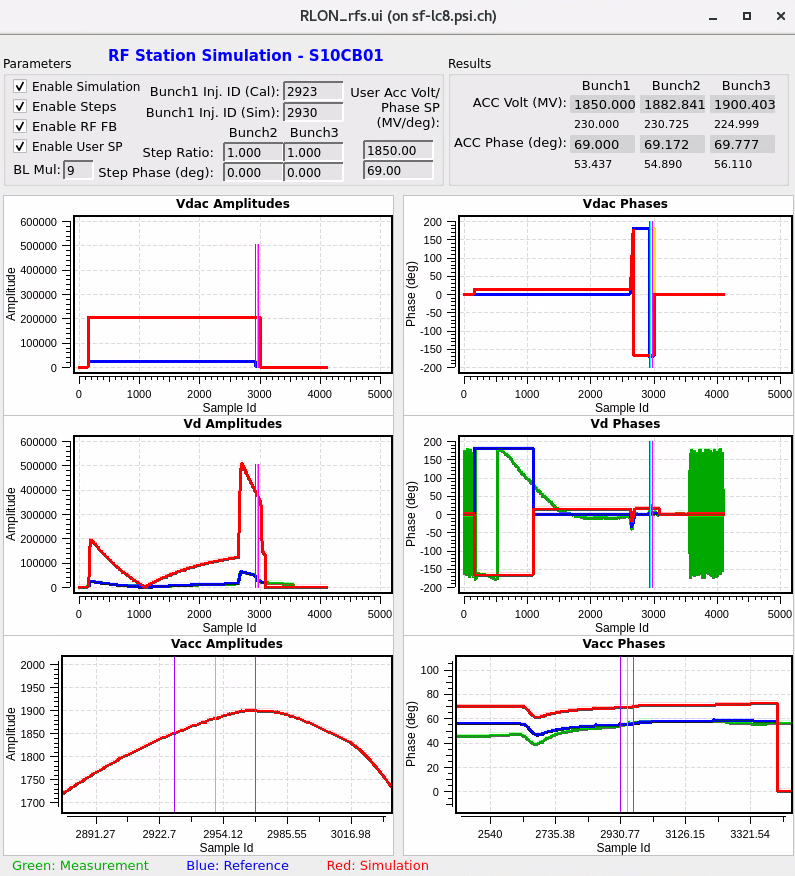 RLON_rfs.ui (on sf-lc8.psi.ch)
RF Station Simulation - S10CB01
Parameters
Enable Simulation
Enable Steps
Enable RF FB
Enable User SP
BL Mul: 9
Bunch1 Inj. ID (Cal): 2923
Bunch1 Inj. ID (Sim): 2930
Bunch2 Bunch3
Step Ratio: 1.000 1.000
Step Phase (deg): 0.000 0.000
User Acc Volt/
Phase SP
(MV/deg):
1850.00
69.00
Results
Bunch1 Bunch2 Bunch3
ACC Volt (MV): 1850.000 1882.841 1900.403
230.000 230.725 224.999
ACC Phase (deg): 69.000 69.172 69.777
53.437 54.890 56.110
Vdac Amplitudes
Amplitude
600000
500000
400000
300000
200000
100000
0
0 1000 2000 3000 4000 5000
Sample Id
Vdac Phases
Phase (deg)
200
150
100
50
0
-50
-100
-150
-200
0 1000 2000 3000 4000 5000
Sample Id
Vd Amplitudes
Amplitude
600000
500000
400000
300000
200000
100000
0
0 1000 2000 3000 4000 5000
Sample Id
Vd Phases
Phase (deg)
200
150
100
50
0
-50
-100
-150
-200
0 1000 2000 3000 4000 5000
Sample Id
Vacc Amplitudes
Amplitude
2000
1950
1900
1850
1800
1750
1700
2891.27 2922.7 2954.12 2985.55 3016.98
Sample Id
Vacc Phases
Phase (deg)
100
80
60
40
20
0
2540 2735.38 2930.77 3126.15 3321.54
Sample Id
Green: Measurement Blue: Reference Red: Simulation